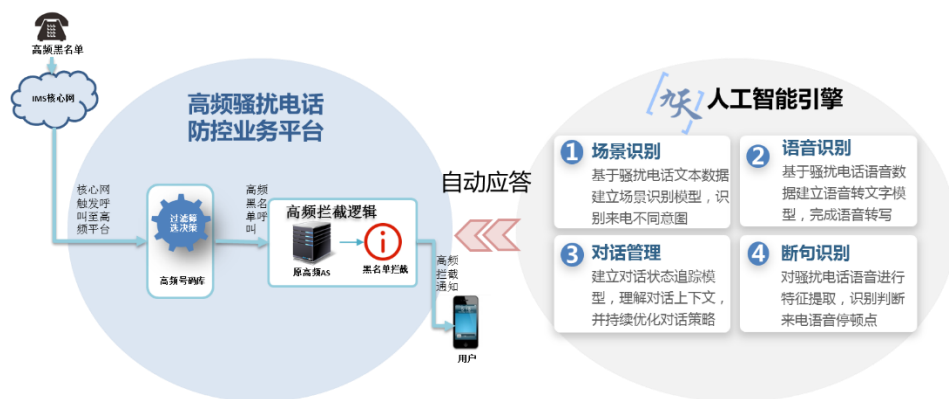 高频黑名单
IMS核心网
高频骚扰电话
防控业务平台
核心网
触发呼
叫至高
频平台
过滤筛
选决策
高频号码库
高频
黑名
单呼
叫
高频拦截逻辑
原高频AS
黑名单拦截
高频
拦截
通知
用户
自动应答
九天
人工智能引擎
1 场景识别
基于骚扰电话文本数据
建立场景识别模型，识
别来电不同意图
2 语音识别
基于骚扰电话语音数
据建立语音转文字模
型，完成语音转写
3 对话管理
建立对话状态追踪模
型，理解对话上下文，
并持续优化对话策略
4 断句识别
对骚扰电话语音进行
特征提取，识别判断
来电语音停顿点